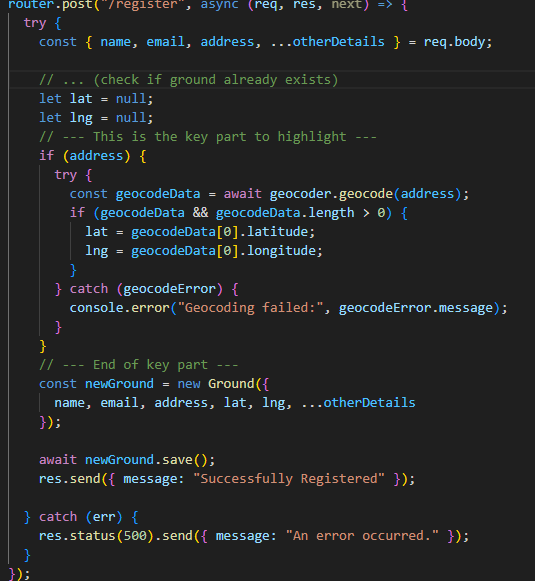 router.post("/register", async (req, res, next) => {
try {
const { name, email, address, ...otherDetails } = req.body;
// ... (check if ground already exists)
let lat = null;
let lng = null;
// --- This is the key part to highlight ---
if (address) {
try {
const geocodeData = await geocoder.geocode(address);
if (geocodeData && geocodeData.length > 0) {
lat = geocodeData[0].latitude;
lng = geocodeData[0].longitude;
}
} catch (geocodeError) {
console.error("Geocoding failed:", geocodeError.message);
}
}
// --- End of key part ---
const newGround = new Ground({
name, email, address, lat, lng, ...otherDetails
});
await newGround.save();
res.send({ message: "Successfully Registered" });
} catch (err) {
res.status(500).send({ message: "An error occurred." });
}
});